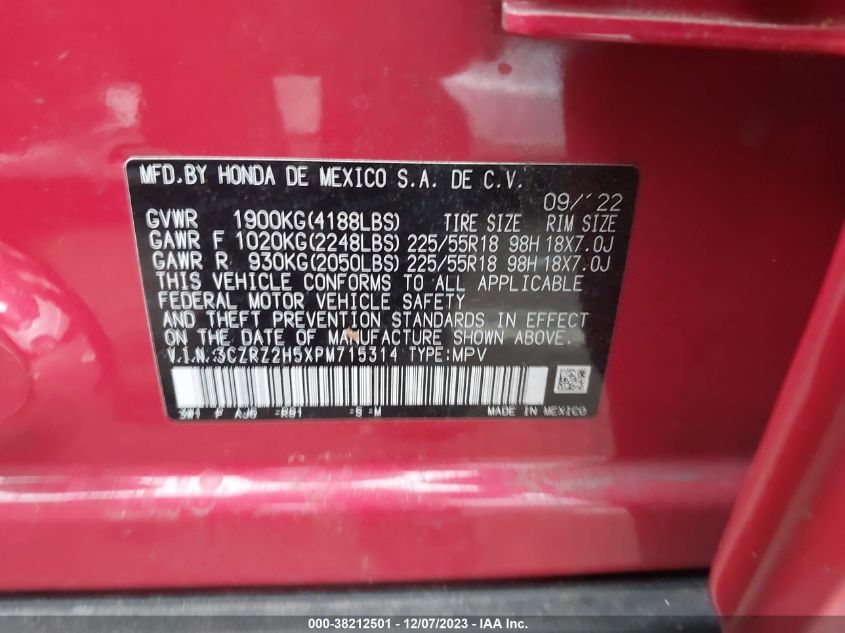 MFD.BY HONDA DE MEXICO S.A. DE C.V.
09/'22
GVWR 1900KG(4188LBS) TIRE SIZE RIM SIZE
GAWR F 1020KG(2248LBS) 225/55R18 98H 18X7.0J
GAWR R 930KG(2050LBS) 225/55R18 98H 18X7.0J
THIS VEHICLE CONFORMS TO ALL APPLICABLE
FEDERAL MOTOR VEHICLE SAFETY
AND THEFT PREVENTION STANDARDS IN EFFECT
ON THE DATE OF MANUFACTURE SHOWN ABOVE.
V.I.N:3CZRZ2H5XPM715314 TYPE:MPV
3W1 P AJ6 =R81 =S =M MADE IN MEXICO
000-38212501 - 12/07/2023 - IAA Inc.